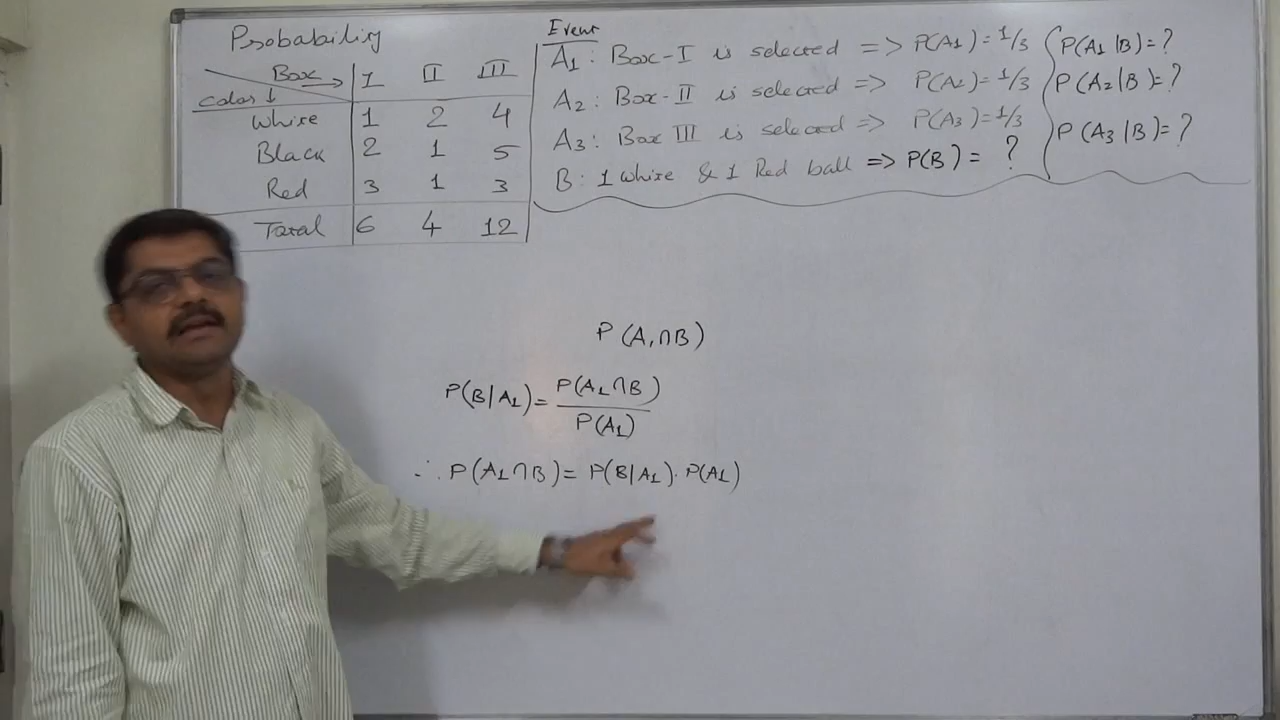 Probability
Box → I II III
Color ↓
White 1 2 4
Black 2 1 5
Red 3 1 3
Total 6 4 12
Event
A1 : Box-I is selected => P(A1) = 1/3
A2 : Box-II is selected => P(A2) = 1/3
A3 : Box III is selected => P(A3) = 1/3
B : 1 White & 1 Red ball => P(B) = ?
P(A1|B) = ?
P(A2|B) = ?
P(A3|B) = ?
P(A1∩B)
P(B|A1) = P(A1∩B)
P(A1)
∴ P(A1∩B) = P(B|A1) · P(A1)